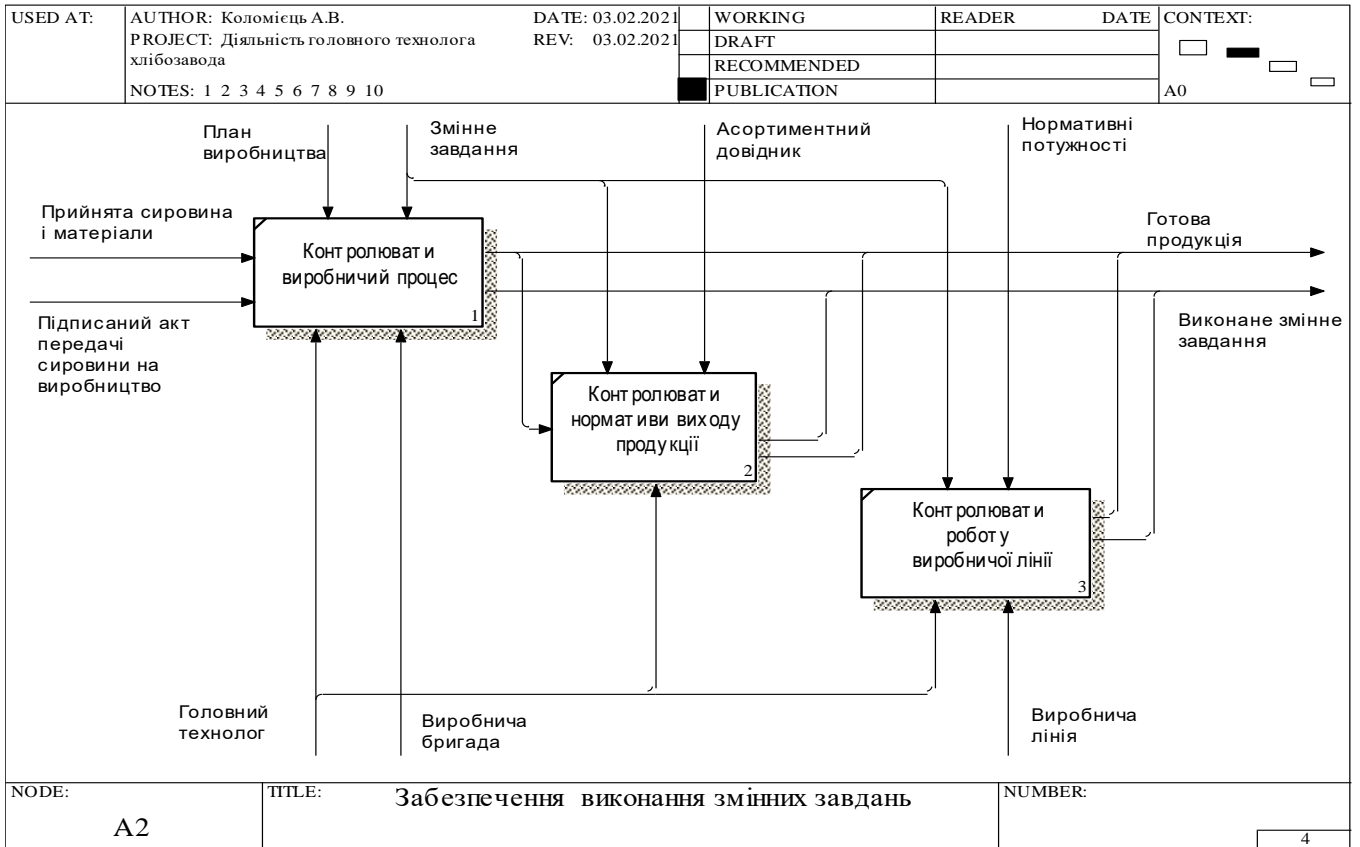 USED AT:
AUTHOR: Коломієць А.В.
DATE: 03.02.2021
PROJECT: Діяльність головного технолога
хлібозавода
REV: 03.02.2021
NOTES: 1 2 3 4 5 6 7 8 9 10
WORKING
DRAFT
RECOMMENDED
PUBLICATION
READER DATE
CONTEXT:
A0
План
виробництва
Змінне
завдання
Асортиментний
довідник
Нормативні
потужності
Прийнята сировина
і матеріали
Підписаний акт
передачі
сировини на
виробництво
Контролювати
виробничий процес
1
Готова
продукція
Виконане змінне
завдання
Контролювати
нормативи виходу
продукції
2
Контролювати
роботу
виробничої лінії
3
Головний
технолог
Виробнича
бригада
Виробнича
лінія
NODE:
A2
TITLE:
Забезпечення виконання змінних завдань
NUMBER:
4